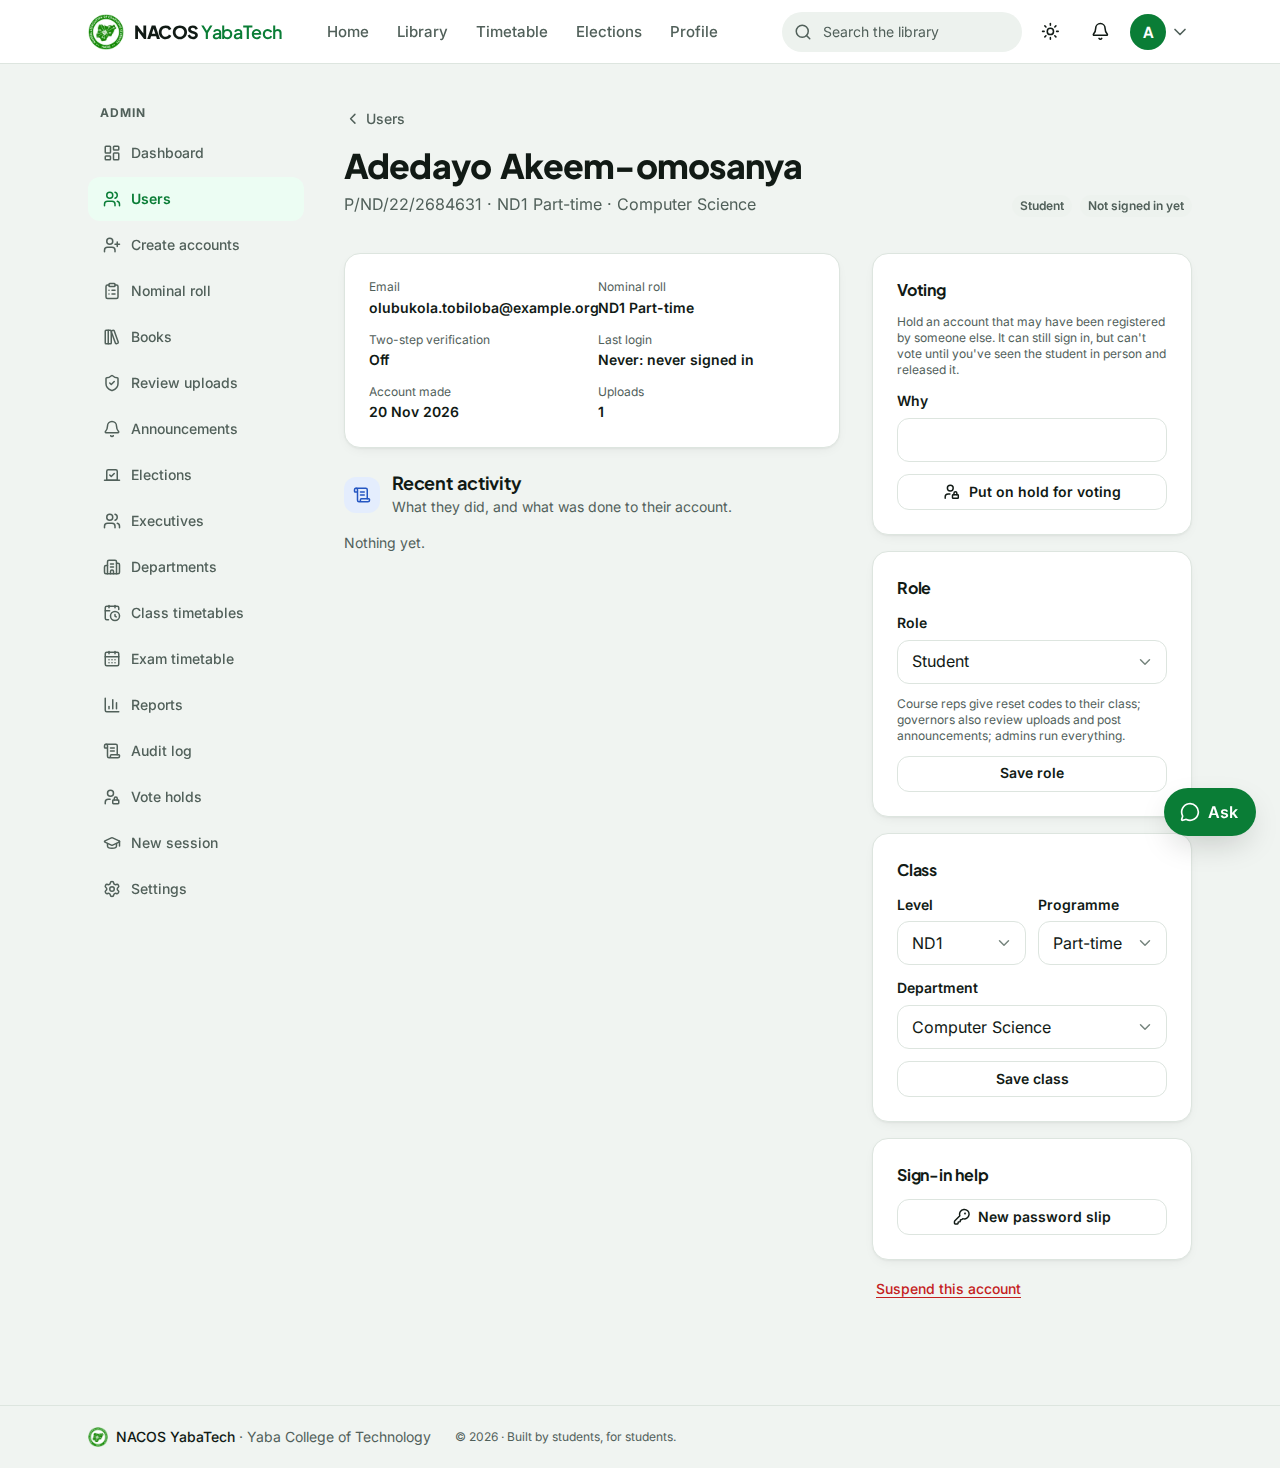 NACOS YabaTech
Home
Library
Timetable
Elections
Profile
Search the library
A
ADMIN
Dashboard
Users
Create accounts
Nominal roll
Books
Review uploads
Announcements
Elections
Executives
Departments
Class timetables
Exam timetable
Reports
Audit log
Vote holds
New session
Settings
Users
Adedayo Akeem-omosanya
P/ND/22/2684631 · ND1 Part-time · Computer Science
Student
Not signed in yet
Email
olubukola.tobiloba@example.org
Nominal roll
ND1 Part-time
Two-step verification
Off
Last login
Never: never signed in
Account made
20 Nov 2026
Uploads
1
Recent activity
What they did, and what was done to their account.
Nothing yet.
Voting
Hold an account that may have been registered
by someone else. It can still sign in, but can't
vote until you've seen the student in person and
released it.
Why
Put on hold for voting
Role
Role
Student
Course reps give reset codes to their class;
governors also review uploads and post
announcements; admins run everything.
Save role
Ask
Class
Level
Programme
ND1
Part-time
Department
Computer Science
Save class
Sign-in help
New password slip
Suspend this account
NACOS YabaTech · Yaba College of Technology
© 2026 · Built by students, for students.